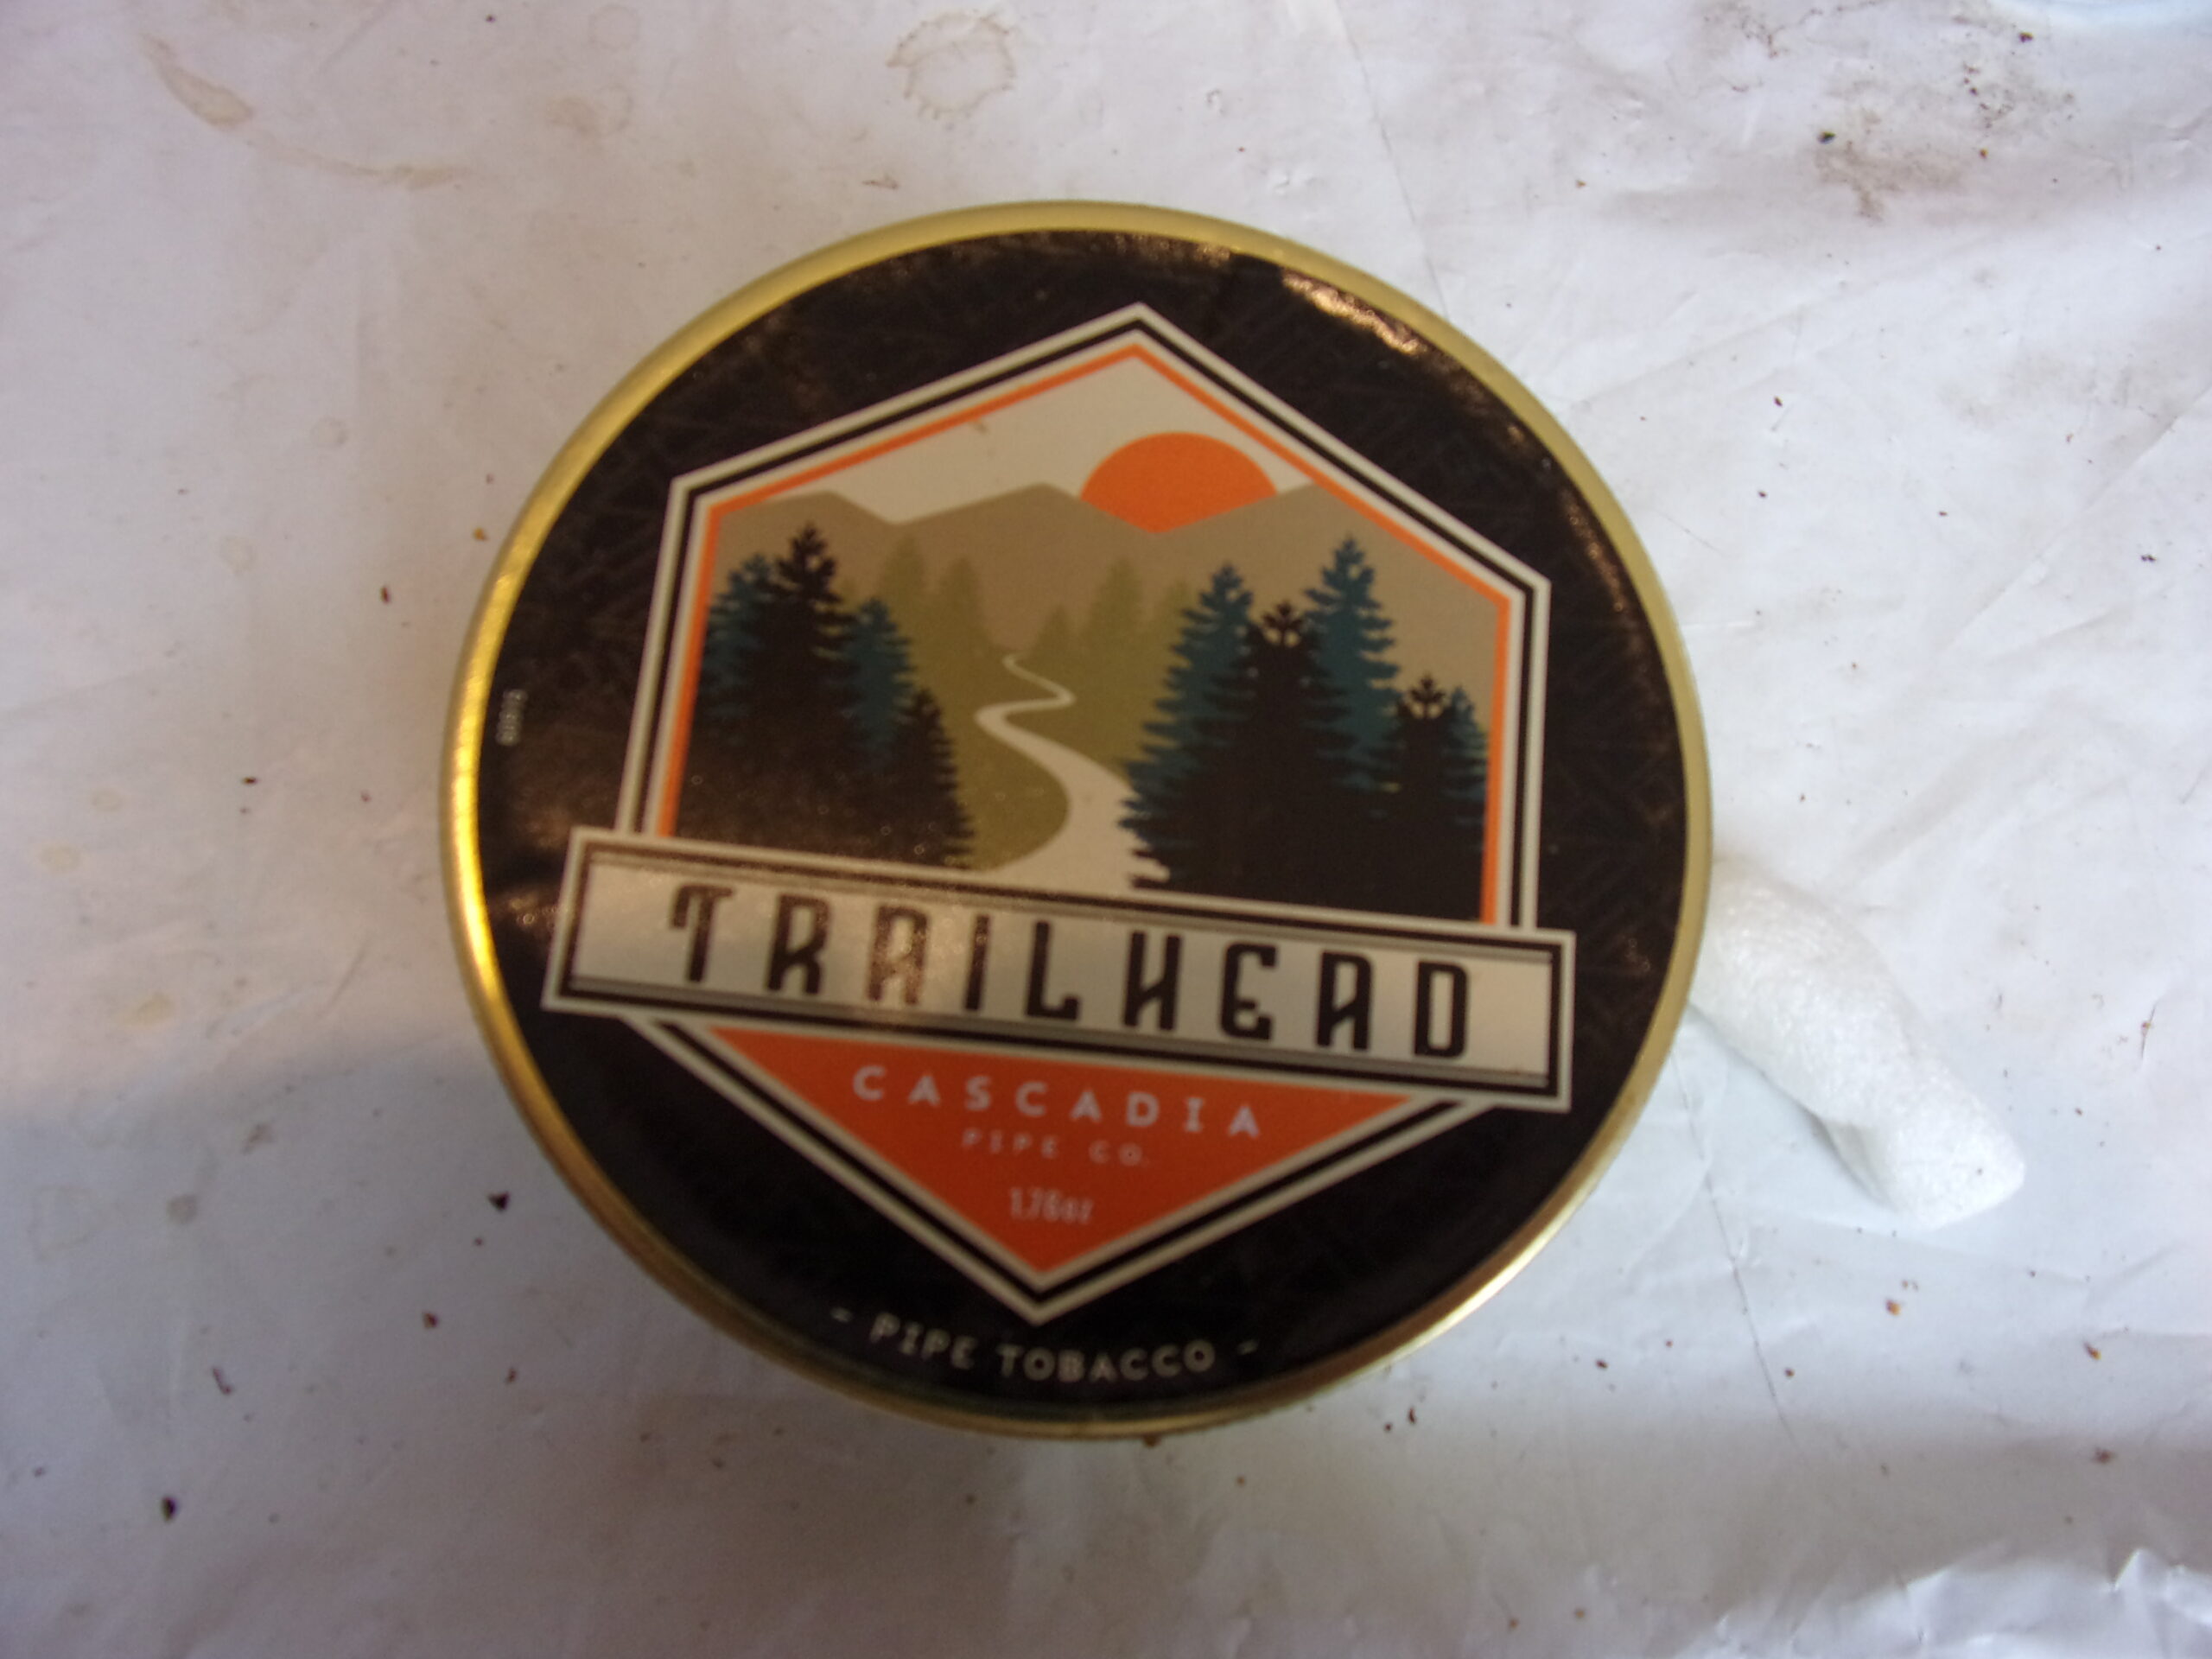 TRAILHEAD
CASCADIA
PIPE CO.
1.76oz
- PIPE TOBACCO -